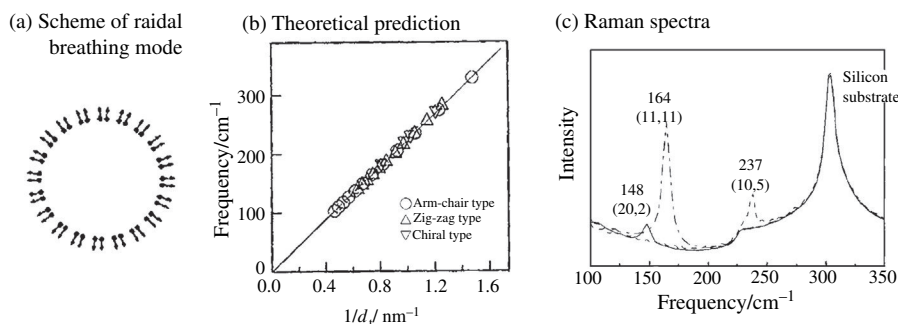 (a) Scheme of raidal
breathing mode
(b) Theoretical prediction
Frequency/cm⁻¹
400
300
200
100
0
0.0 0.4 0.8 1.2 1.6
1/dₜ/ nm⁻¹
Arm-chair type
Zig-zag type
Chiral type
(c) Raman spectra
Intensity
148
(20,2)
164
(11,11)
237
(10,5)
Silicon
substrate
100 150 200 250 300 350
Frequency/cm⁻¹